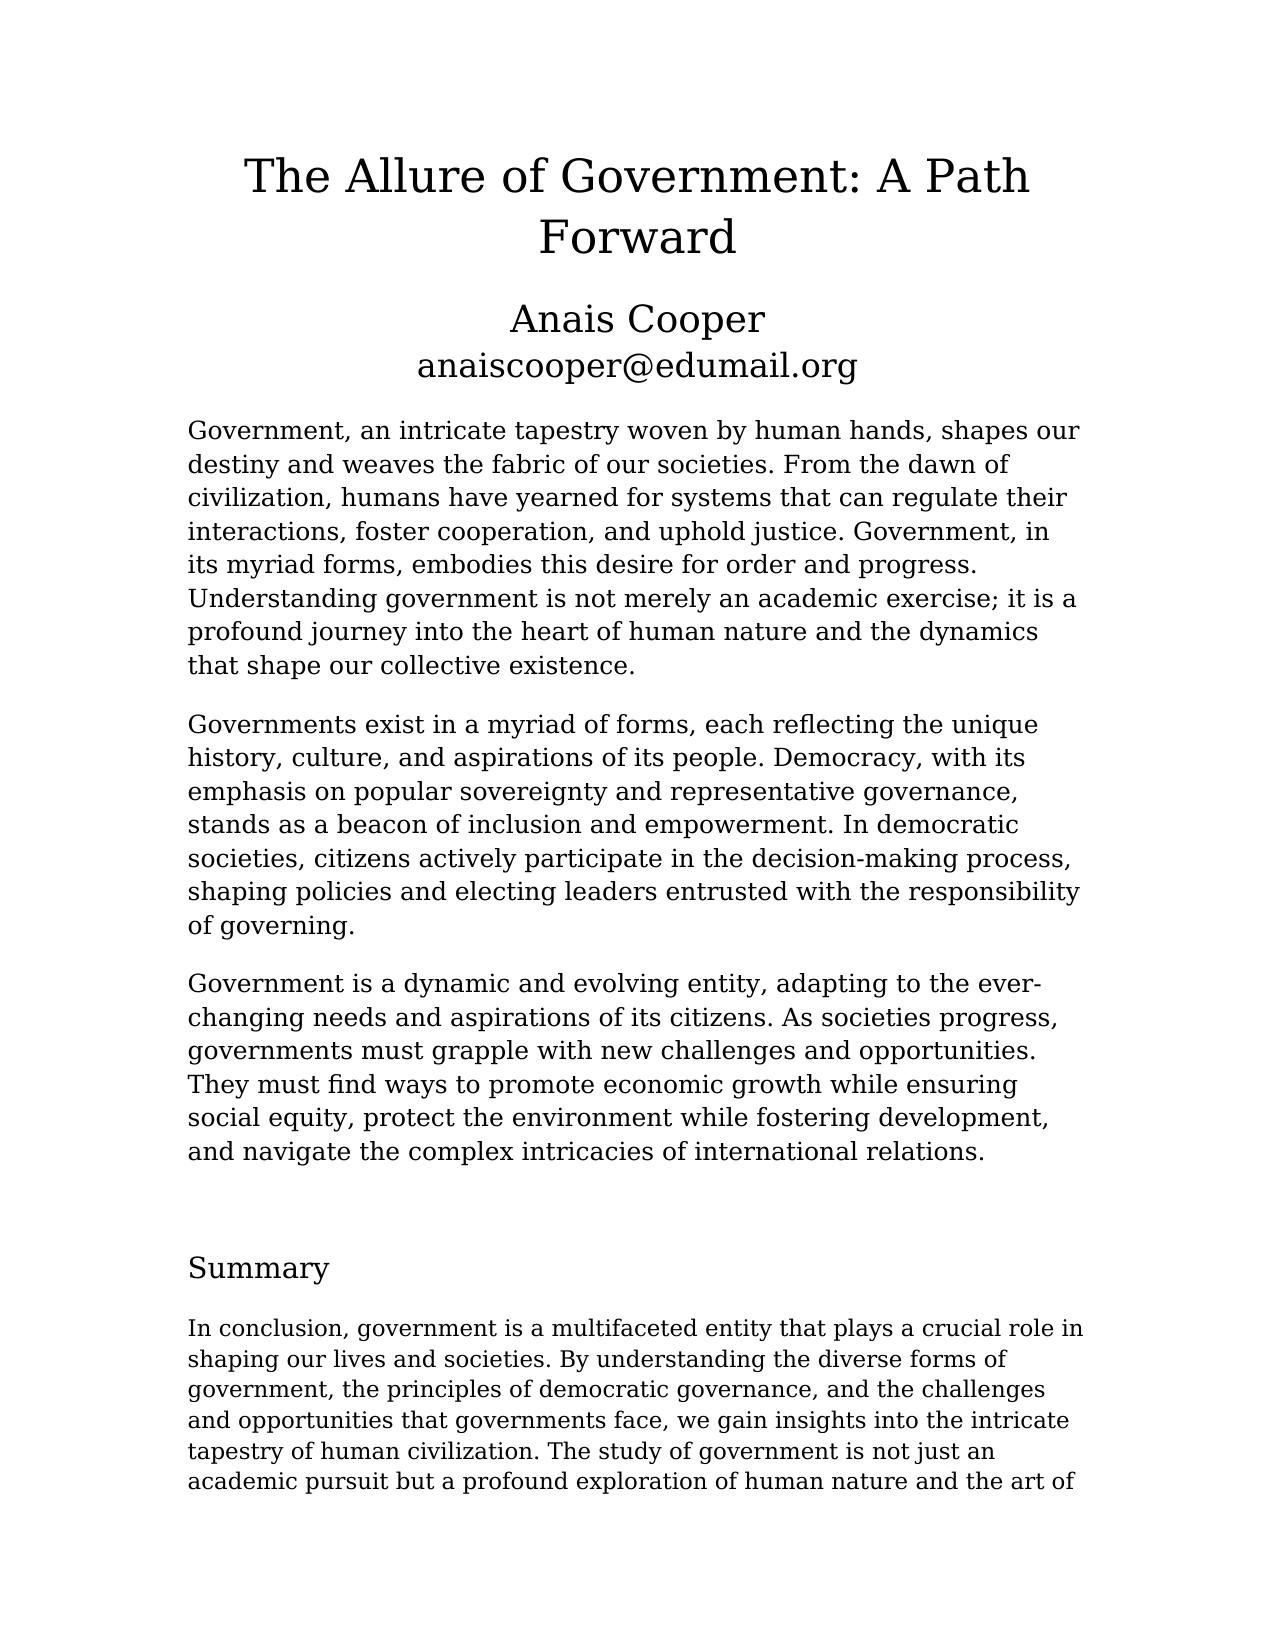 The Allure of Government: A Path
Forward
Anais Cooper
anaiscooper@edumail.org
Government, an intricate tapestry woven by human hands, shapes our
destiny and weaves the fabric of our societies. From the dawn of
civilization, humans have yearned for systems that can regulate their
interactions, foster cooperation, and uphold justice. Government, in
its myriad forms, embodies this desire for order and progress.
Understanding government is not merely an academic exercise; it is a
profound journey into the heart of human nature and the dynamics
that shape our collective existence.
Governments exist in a myriad of forms, each reflecting the unique
history, culture, and aspirations of its people. Democracy, with its
emphasis on popular sovereignty and representative governance,
stands as a beacon of inclusion and empowerment. In democratic
societies, citizens actively participate in the decision-making process,
shaping policies and electing leaders entrusted with the responsibility
of governing.
Government is a dynamic and evolving entity, adapting to the ever-
changing needs and aspirations of its citizens. As societies progress,
governments must grapple with new challenges and opportunities.
They must find ways to promote economic growth while ensuring
social equity, protect the environment while fostering development,
and navigate the complex intricacies of international relations.
Summary
In conclusion, government is a multifaceted entity that plays a crucial role in
shaping our lives and societies. By understanding the diverse forms of
government, the principles of democratic governance, and the challenges
and opportunities that governments face, we gain insights into the intricate
tapestry of human civilization. The study of government is not just an
academic pursuit but a profound exploration of human nature and the art of